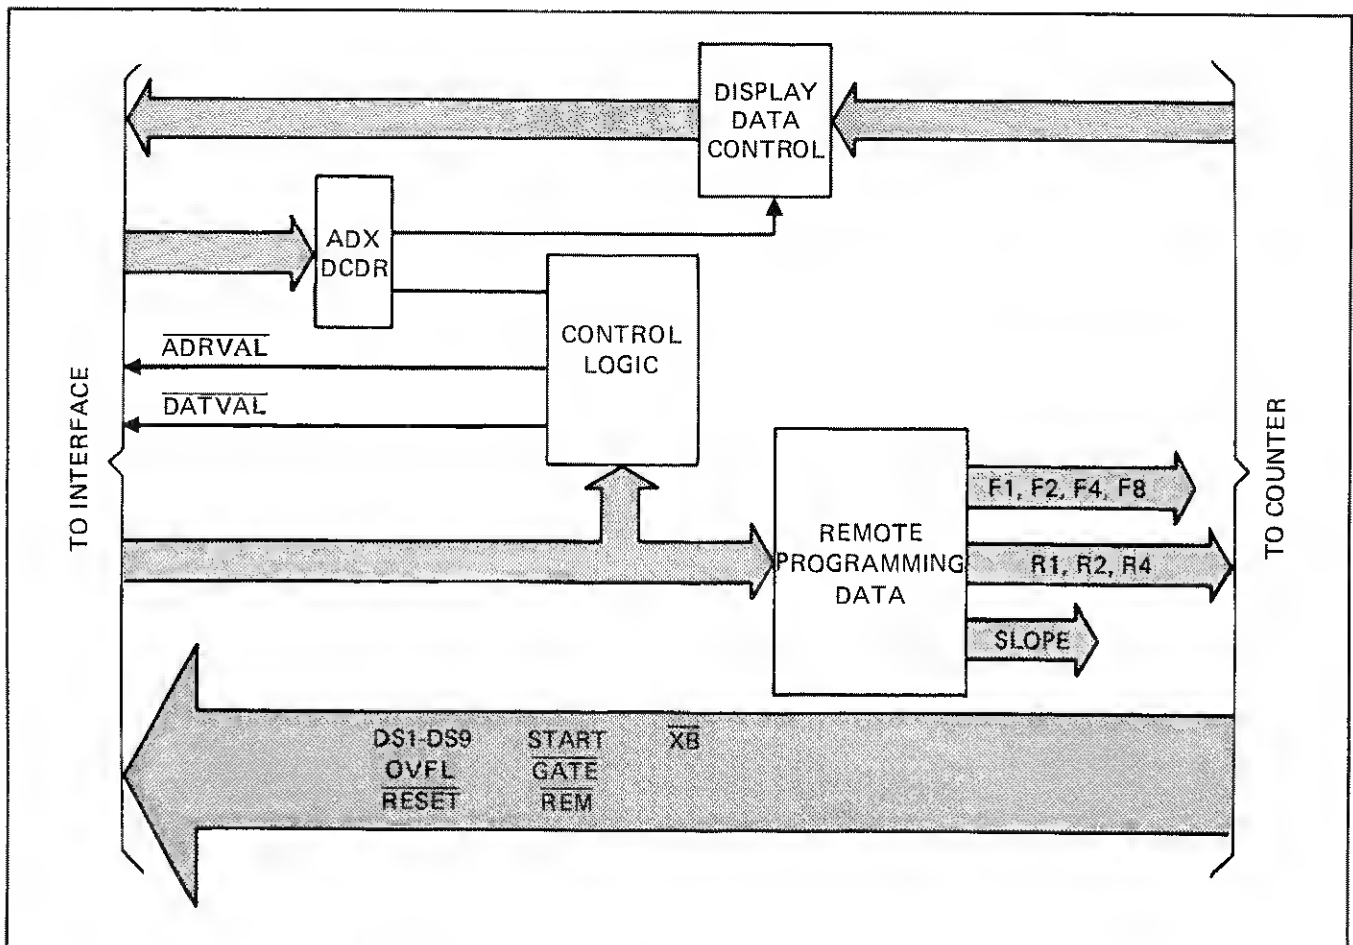 DISPLAY
DATA
CONTROL
ADX
DCDR
CONTROL
LOGIC
ADRVAL
DATVAL
TO INTERFACE
TO COUNTER
REMOTE
PROGRAMMING
DATA
F1, F2, F4, F8
R1, R2, R4
SLOPE
DS1-DS9 START XB
OVFL GATE
RESET REM